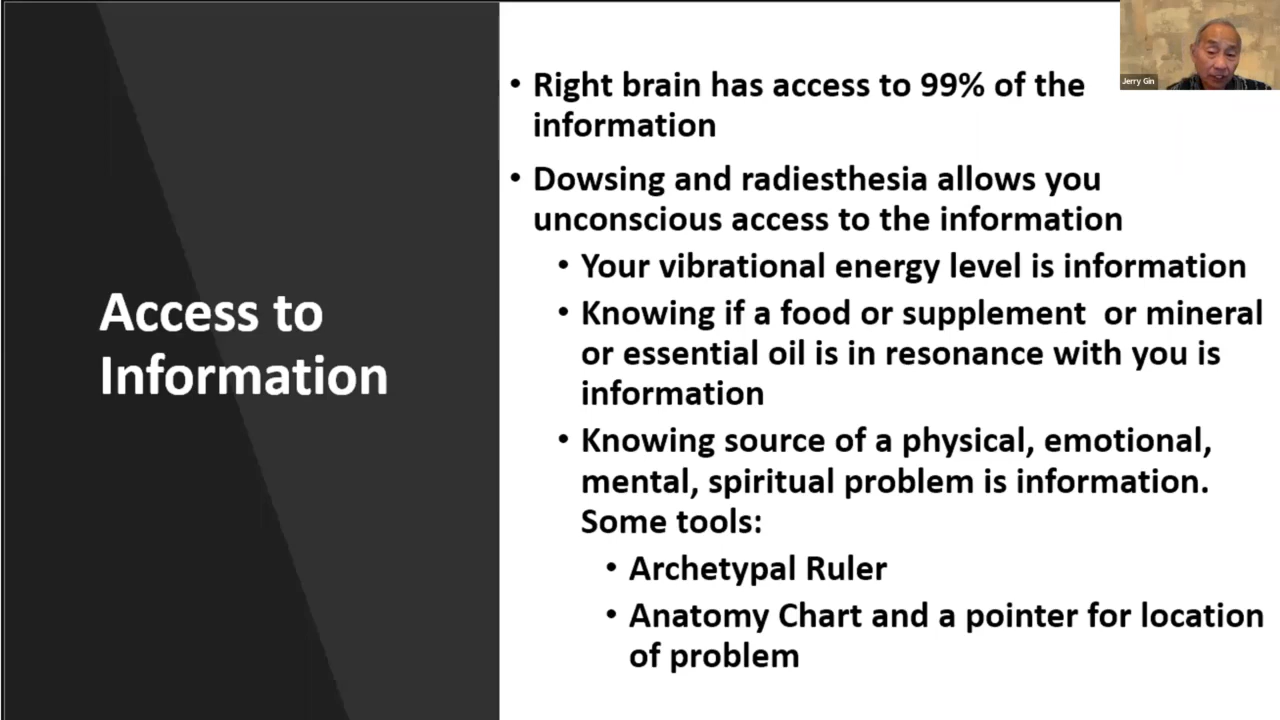 Access to
Information
• Right brain has access to 99% of the
information
• Dowsing and radiesthesia allows you
unconscious access to the information
• Your vibrational energy level is information
• Knowing if a food or supplement  or mineral
or essential oil is in resonance with you is
information
• Knowing source of a physical, emotional,
mental, spiritual problem is information.
Some tools:
• Archetypal Ruler
• Anatomy Chart and a pointer for location
of problem
Jerry Gin